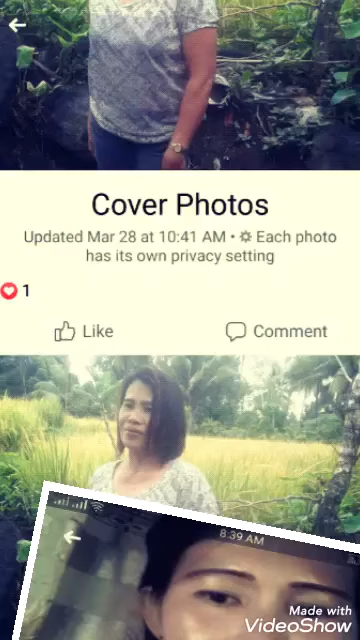 Cover Photos
Updated Mar 28 at 10:41 AM • Each photo
has its own privacy setting
1
Like
Comment
8:39 AM
Made with
VideoShow